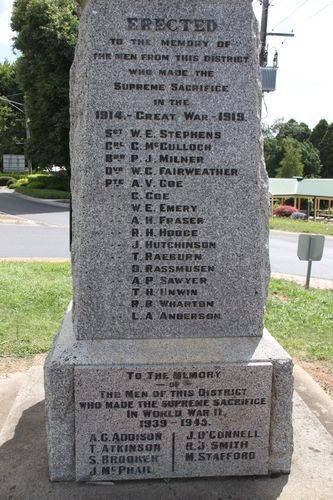 ERECTED
TO THE MEMORY OF
THE MEN FROM THIS DISTRICT
WHO MADE THE
SUPREME SACRIFICE
IN THE
1914.- GREAT WAR-1919.
SGT W. E. STEPHENS
CPL G. McCULLOCH
BDR P. J. MILNER
DVR W. C. FAIRWEATHER
PTE A. V. COE
" C. COE
" W. E. EMERY
" A. H. FRASER
" R. H. HODGE
" J. HUTCHINSON
" T. RAEBURN
" O. RASSMUSEN
" A. P. SAWYER
" T. H. UNWIN
" R. B. WHARTON
" L. A. ANDERSON
TO THE MEMORY
- OF -
THE MEN OF THIS DISTRICT
WHO MADE THE SUPREME SACRIFICE
IN WORLD WAR II.
1939 - 1945.
A. G. ADDISON
T. ATKINSON
S. BROOKER
J. McPHAIL
J. O'CONNELL
R. J. SMITH
M. STAFFORD